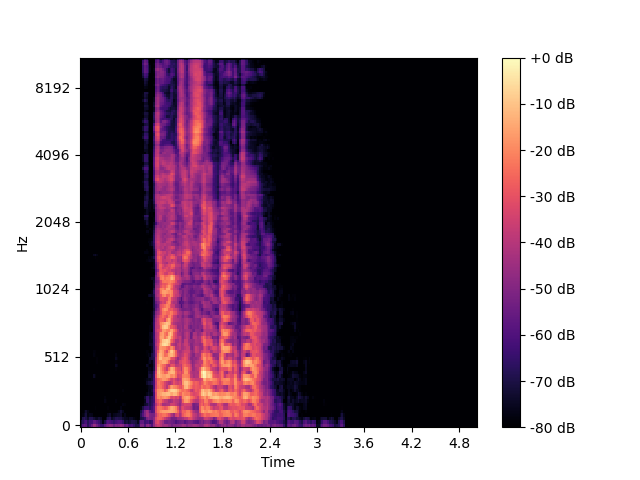 +0 dB
8192
-10 dB
4096
-20 dB
-30 dB
2048
Hz
-40 dB
1024
-50 dB
-60 dB
512
-70 dB
0
-80 dB
0 0.6 1.2 1.8 2.4 3 3.6 4.2 4.8
Time